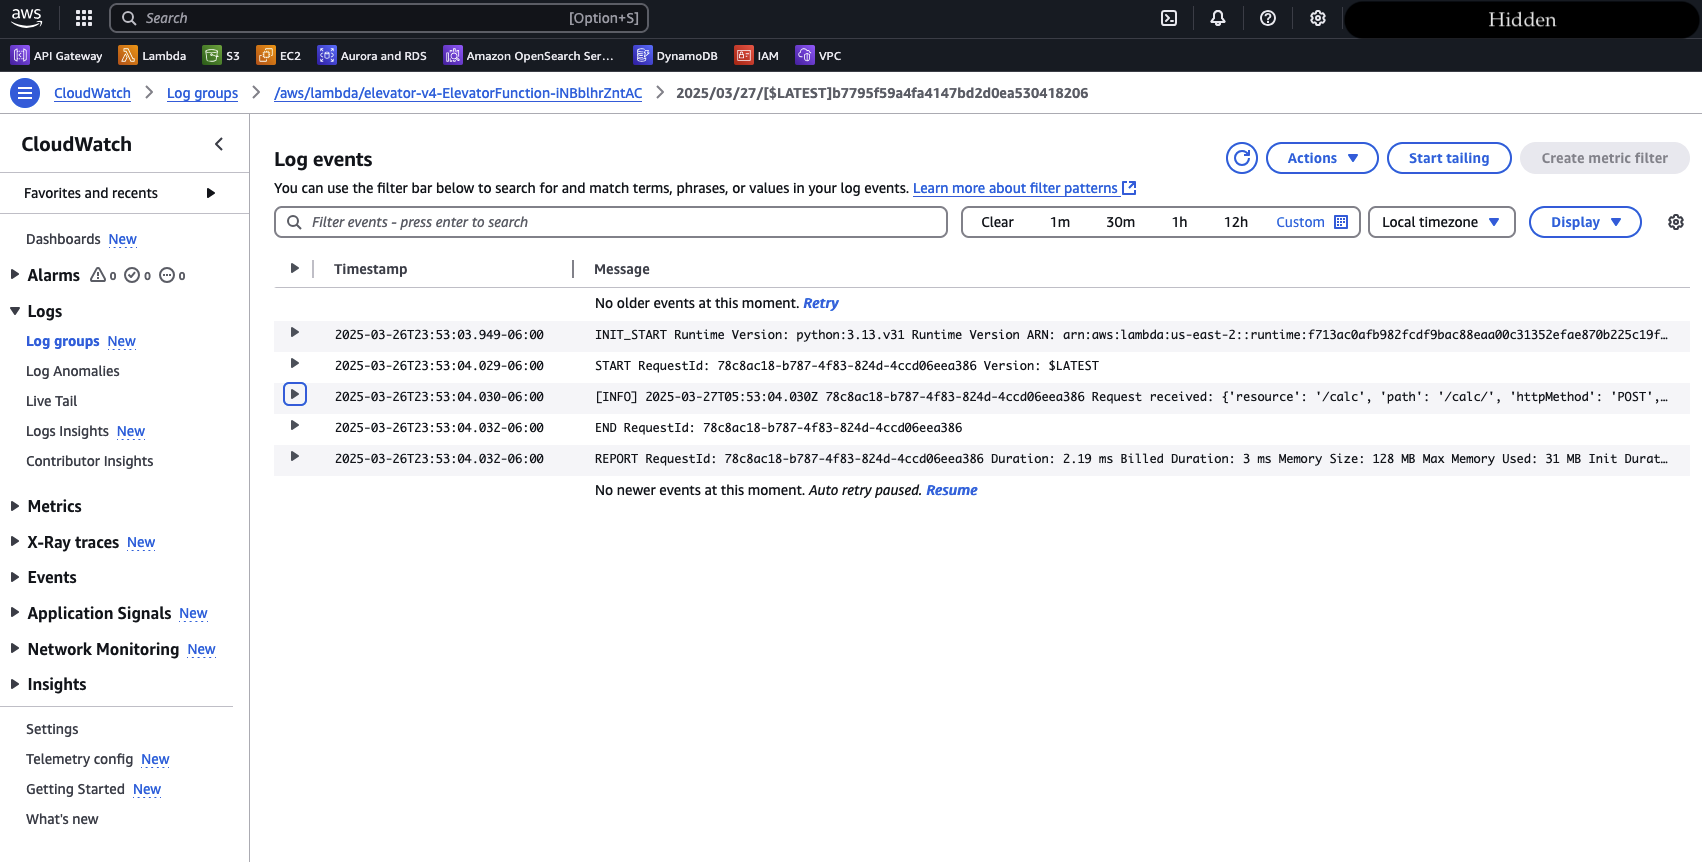 aws
Search [Option+S]
Hidden
API Gateway Lambda S3 EC2 Aurora and RDS Amazon OpenSearch Ser... DynamoDB IAM VPC
CloudWatch Log groups /aws/lambda/elevator-v4-ElevatorFunction-iNBblhrZntAC 2025/03/27/[$LATEST]b7795f59a4fa4147bd2d0ea530418206
CloudWatch
Favorites and recents
Dashboards New
Alarms 0 0 0
Logs
Log groups New
Log Anomalies
Live Tail
Logs Insights New
Contributor Insights
Metrics
X-Ray traces New
Events
Application Signals New
Network Monitoring New
Insights
Settings
Telemetry config New
Getting Started New
What's new
Log events
Actions Start tailing Create metric filter
You can use the filter bar below to search for and match terms, phrases, or values in your log events. Learn more about filter patterns
Filter events - press enter to search
Clear 1m 30m 1h 12h Custom Local timezone Display
Timestamp Message
No older events at this moment. Retry
2025-03-26T23:53:03.949-06:00 INIT_START Runtime Version: python:3.13.v31 Runtime Version ARN: arn:aws:lambda:us-east-2::runtime:f713ac0afb982fcdf9bac88eaa00c31352efae870b225c19f…
2025-03-26T23:53:04.029-06:00 START RequestId: 78c8ac18-b787-4f83-824d-4ccd06eea386 Version: $LATEST
2025-03-26T23:53:04.030-06:00 [INFO] 2025-03-27T05:53:04.030Z 78c8ac18-b787-4f83-824d-4ccd06eea386 Request received: {'resource': '/calc', 'path': '/calc/', 'httpMethod': 'POST',…
2025-03-26T23:53:04.032-06:00 END RequestId: 78c8ac18-b787-4f83-824d-4ccd06eea386
2025-03-26T23:53:04.032-06:00 REPORT RequestId: 78c8ac18-b787-4f83-824d-4ccd06eea386 Duration: 2.19 ms Billed Duration: 3 ms Memory Size: 128 MB Max Memory Used: 31 MB Init Durat…
No newer events at this moment. Auto retry paused. Resume